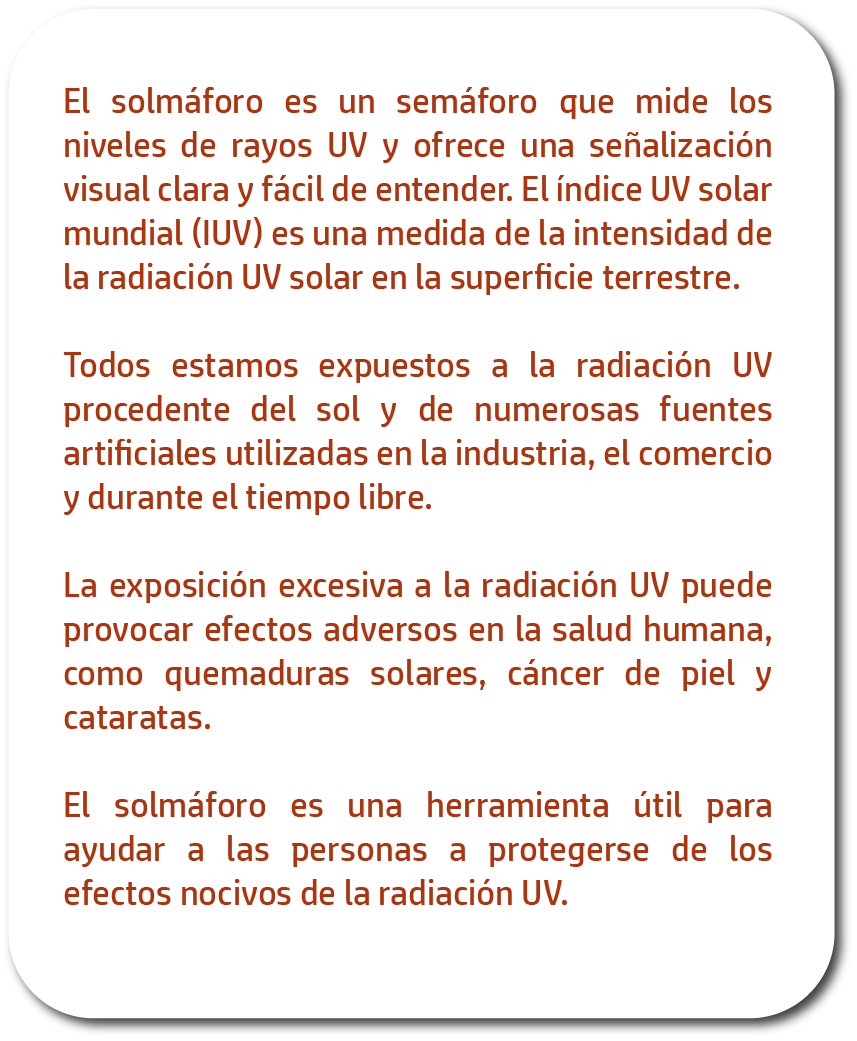 El solmáforo es un semáforo que mide los
niveles de rayos UV y ofrece una señalización
visual clara y fácil de entender. El índice UV solar
mundial (IUV) es una medida de la intensidad de
la radiación UV solar en la superficie terrestre.
Todos estamos expuestos a la radiación UV
procedente del sol y de numerosas fuentes
artificiales utilizadas en la industria, el comercio
y durante el tiempo libre.
La exposición excesiva a la radiación UV puede
provocar efectos adversos en la salud humana,
como quemaduras solares, cáncer de piel y
cataratas.
El solmáforo es una herramienta útil para
ayudar a las personas a protegerse de los
efectos nocivos de la radiación UV.